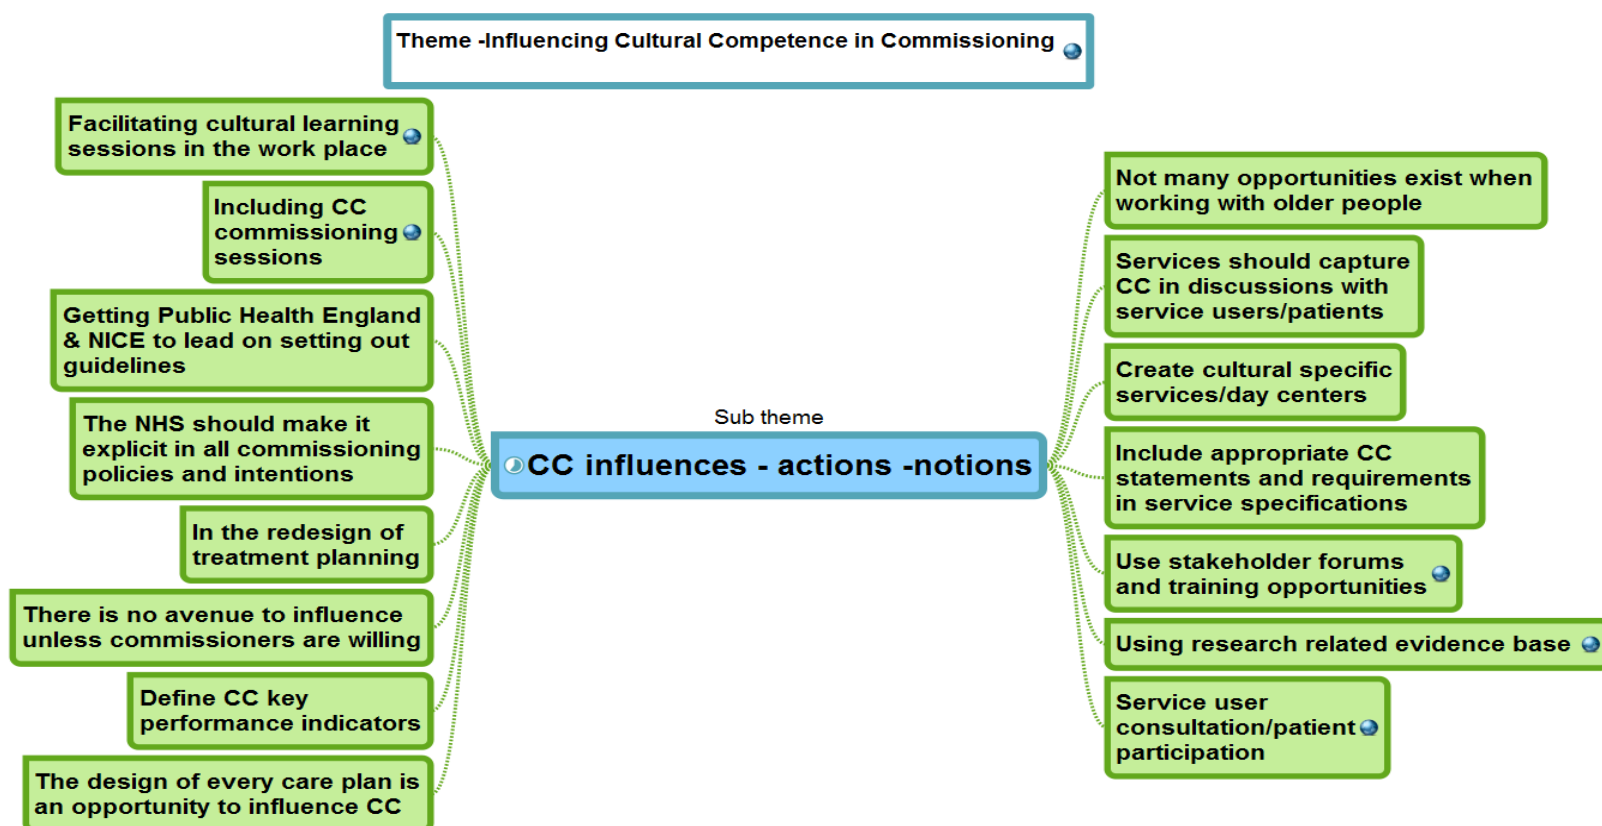 Theme -Influencing Cultural Competence in Commissioning
Facilitating cultural learning
sessions in the work place
Including CC
commissioning
sessions
Getting Public Health England
& NICE to lead on setting out
guidelines
The NHS should make it
explicit in all commissioning
policies and intentions
In the redesign of
treatment planning
There is no avenue to influence
unless commissioners are willing
Define CC key
performance indicators
The design of every care plan is
an opportunity to influence CC
Sub theme
CC influences - actions -notions
Not many opportunities exist when
working with older people
Services should capture
CC in discussions with
service users/patients
Create cultural specific
services/day centers
Include appropriate CC
statements and requirements
in service specifications
Use stakeholder forums
and training opportunities
Using research related evidence base
Service user
consultation/patient
participation